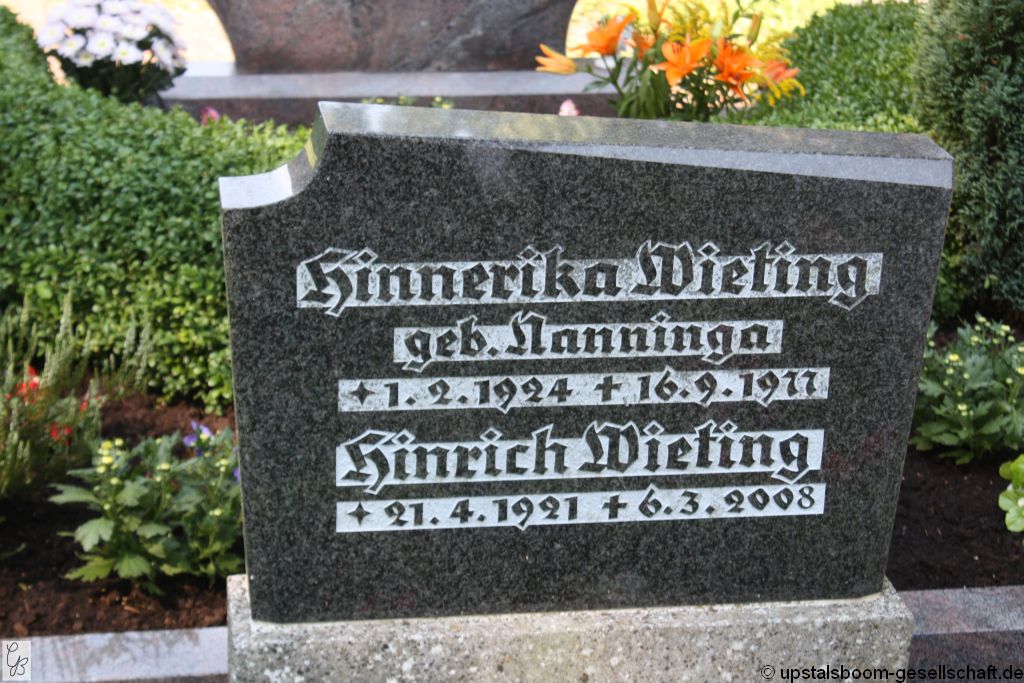 Hinnerika Wieting
geb. Nanninga
✦ 1. 2. 1924 ✝ 16. 9. 1977
Hinrich Wieting
✦ 21. 4. 1921 ✝ 6. 3. 2008
GB
© upstalsboom-gesellschaft.de